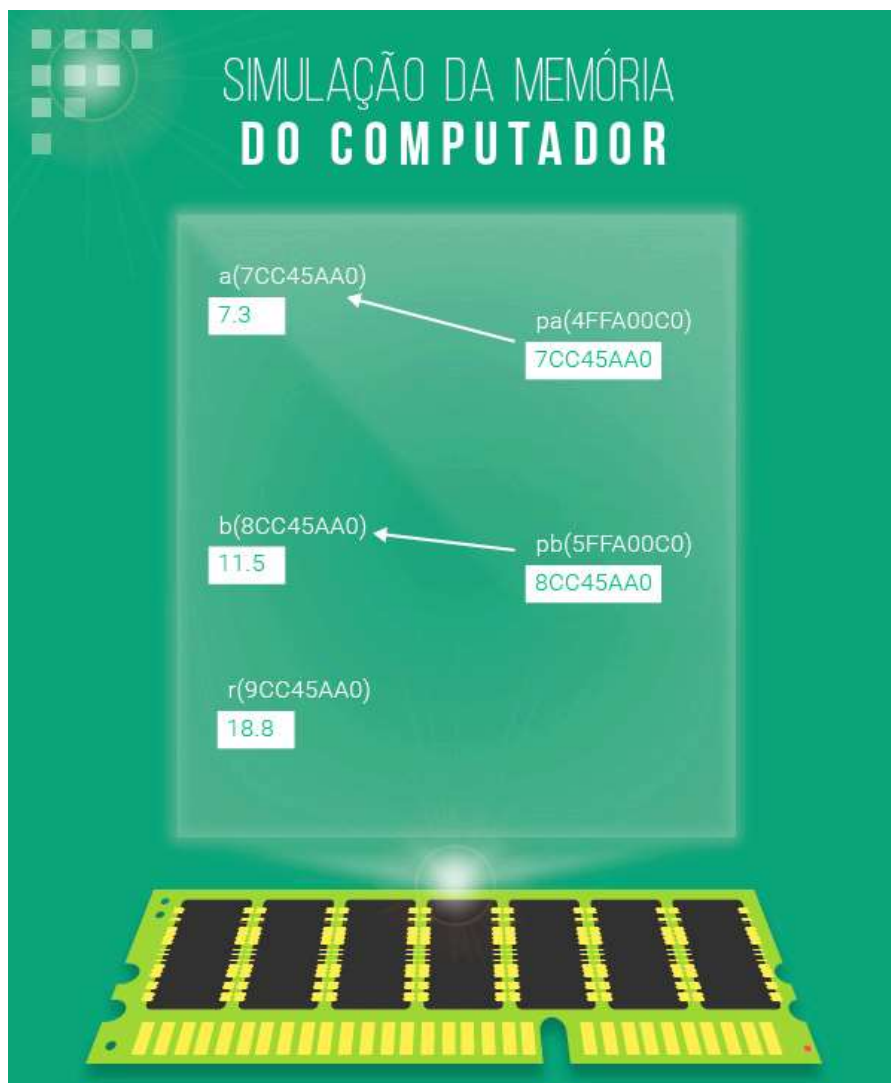 SIMULAÇÃO DA MEMÓRIA
DO COMPUTADOR
a(7CC45AA0)
7.3
pa(4FFA00C0)
7CC45AA0
b(8CC45AA0)
11.5
pb(5FFA00C0)
8CC45AA0
r(9CC45AA0)
18.8